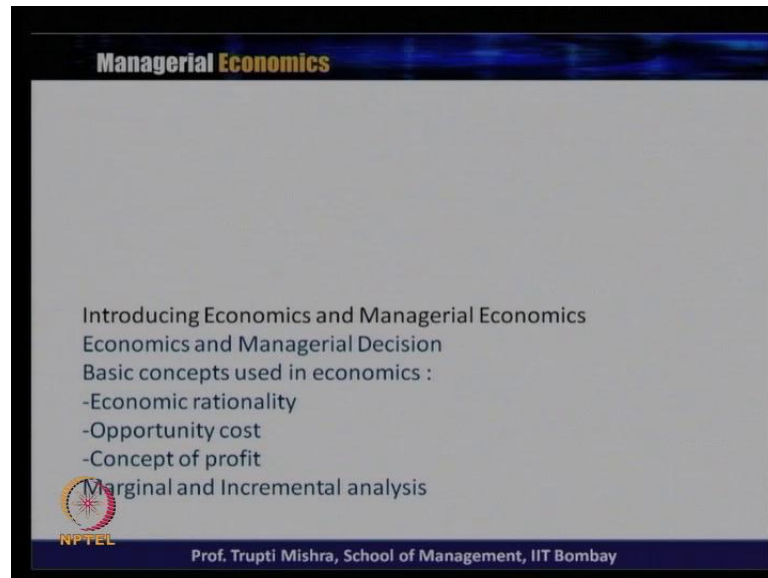 Managerial Economics
Introducing Economics and Managerial Economics
Economics and Managerial Decision
Basic concepts used in economics :
-Economic rationality
-Opportunity cost
-Concept of profit
Marginal and Incremental analysis
NPTEL
Prof. Trupti Mishra, School of Management, IIT Bombay